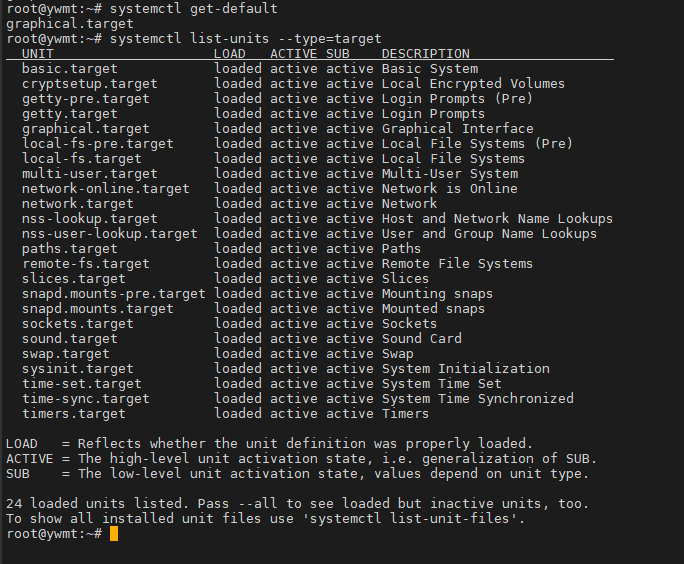 root@ywmt:~# systemctl get-default
graphical.target
root@ywmt:~# systemctl list-units --type=target
  UNIT                    LOAD   ACTIVE SUB    DESCRIPTION
  basic.target            loaded active active Basic System
  cryptsetup.target       loaded active active Local Encrypted Volumes
  getty-pre.target        loaded active active Login Prompts (Pre)
  getty.target            loaded active active Login Prompts
  graphical.target        loaded active active Graphical Interface
  local-fs-pre.target     loaded active active Local File Systems (Pre)
  local-fs.target         loaded active active Local File Systems
  multi-user.target       loaded active active Multi-User System
  network-online.target   loaded active active Network is Online
  network.target          loaded active active Network
  nss-lookup.target       loaded active active Host and Network Name Lookups
  nss-user-lookup.target  loaded active active User and Group Name Lookups
  paths.target            loaded active active Paths
  remote-fs.target        loaded active active Remote File Systems
  slices.target           loaded active active Slices
  snapd.mounts-pre.target loaded active active Mounting snaps
  snapd.mounts.target     loaded active active Mounted snaps
  sockets.target          loaded active active Sockets
  sound.target            loaded active active Sound Card
  swap.target             loaded active active Swap
  sysinit.target          loaded active active System Initialization
  time-set.target         loaded active active System Time Set
  time-sync.target        loaded active active System Time Synchronized
  timers.target           loaded active active Timers

LOAD   = Reflects whether the unit definition was properly loaded.
ACTIVE = The high-level unit activation state, i.e. generalization of SUB.
SUB    = The low-level unit activation state, values depend on unit type.

24 loaded units listed. Pass --all to see loaded but inactive units, too.
To show all installed unit files use 'systemctl list-unit-files'.
root@ywmt:~#